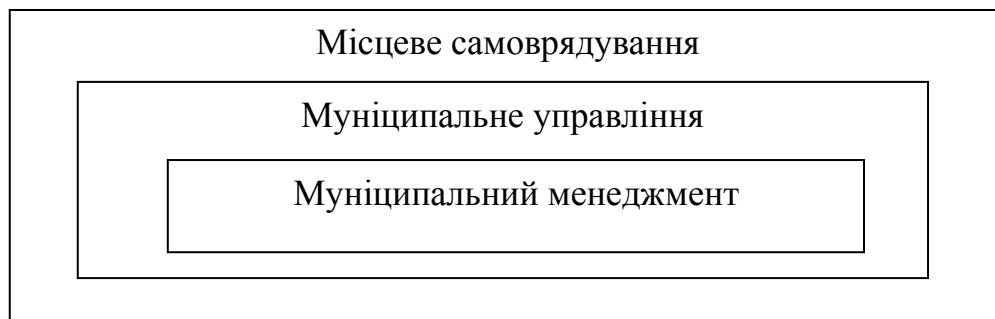 Місцеве самоврядування
Муніципальне управління
Муніципальний менеджмент